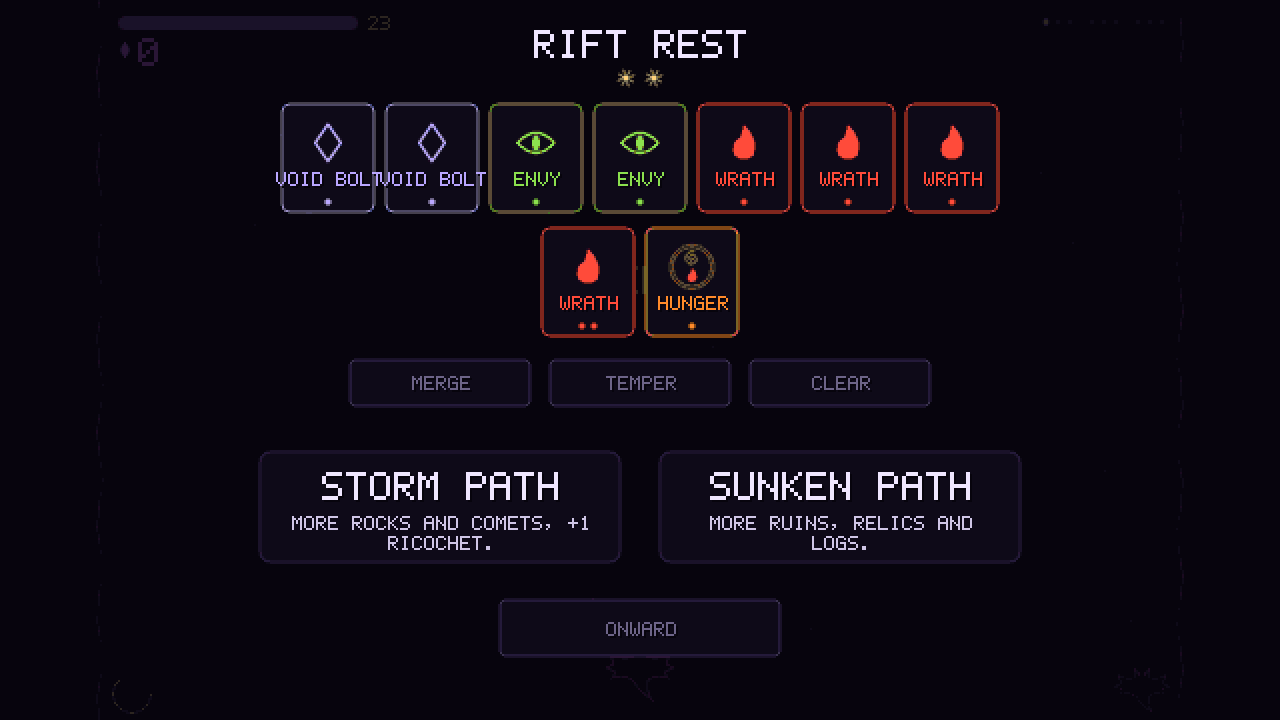 23
0
RIFT REST
VOID BOLT VOID BOLT ENVY ENVY WRATH WRATH WRATH
WRATH HUNGER
MERGE TEMPER CLEAR
STORM PATH
MORE ROCKS AND COMETS, +1
RICOCHET.
SUNKEN PATH
MORE RUINS, RELICS AND
LOGS.
ONWARD